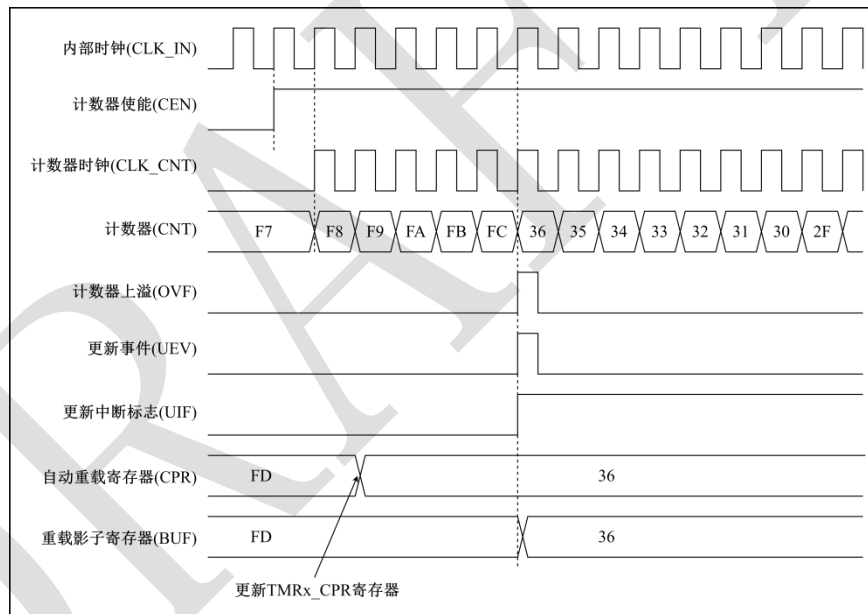 内部时钟(CLK_IN)
计数器使能(CEN)
计数器时钟(CLK_CNT)
计数器(CNT) F7 F8 F9 FA FB FC 36 35 34 33 32 31 30 2F
计数器上溢(OVF)
更新事件(UEV)
更新中断标志(UIF)
自动重载寄存器(CPR) FD 36
重载影子寄存器(BUF) FD 36
更新TMRx_CPR寄存器